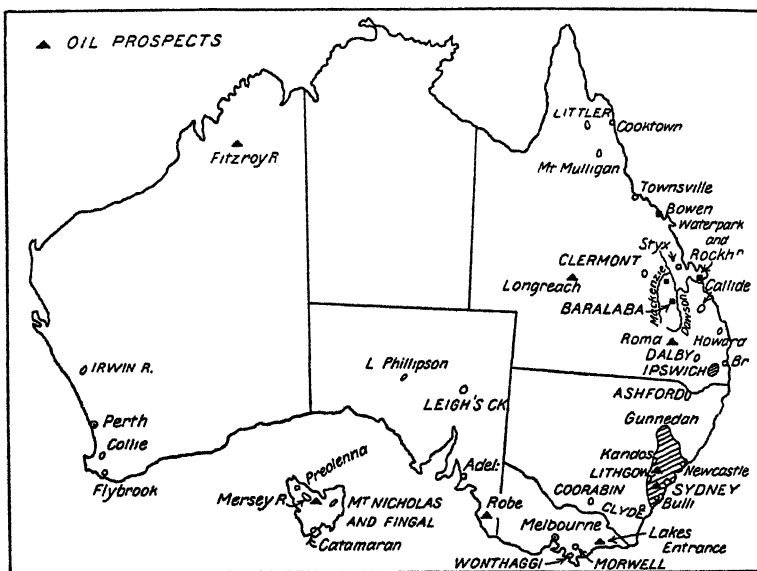 OIL PROSPECTS
Fitzroy R
LITTLE R
Cooktown
Mt Mulligan
Townsville
Bowen
Waterpark
and
Rockhⁿ
Styx
CLERMONT
Longreach
Mackenzie
Callide
BARALABA
Dawson
Roma
Howard
DALBY
Br
IPSWICH
L Phillipson
IRWIN R.
LEIGH'S CK
ASHFORD
Gunnedah
Perth
Collie
Flybrook
Kandos
LITHGOW
Newcastle
SYDNEY
Bulli
Preolenna
Adel:
COORABIN
CLYDE
Mersey R.
MT NICHOLAS
AND FINGAL
Robe
Melbourne
Lakes
Entrance
Catamaran
WONTHAGGI
MORWELL